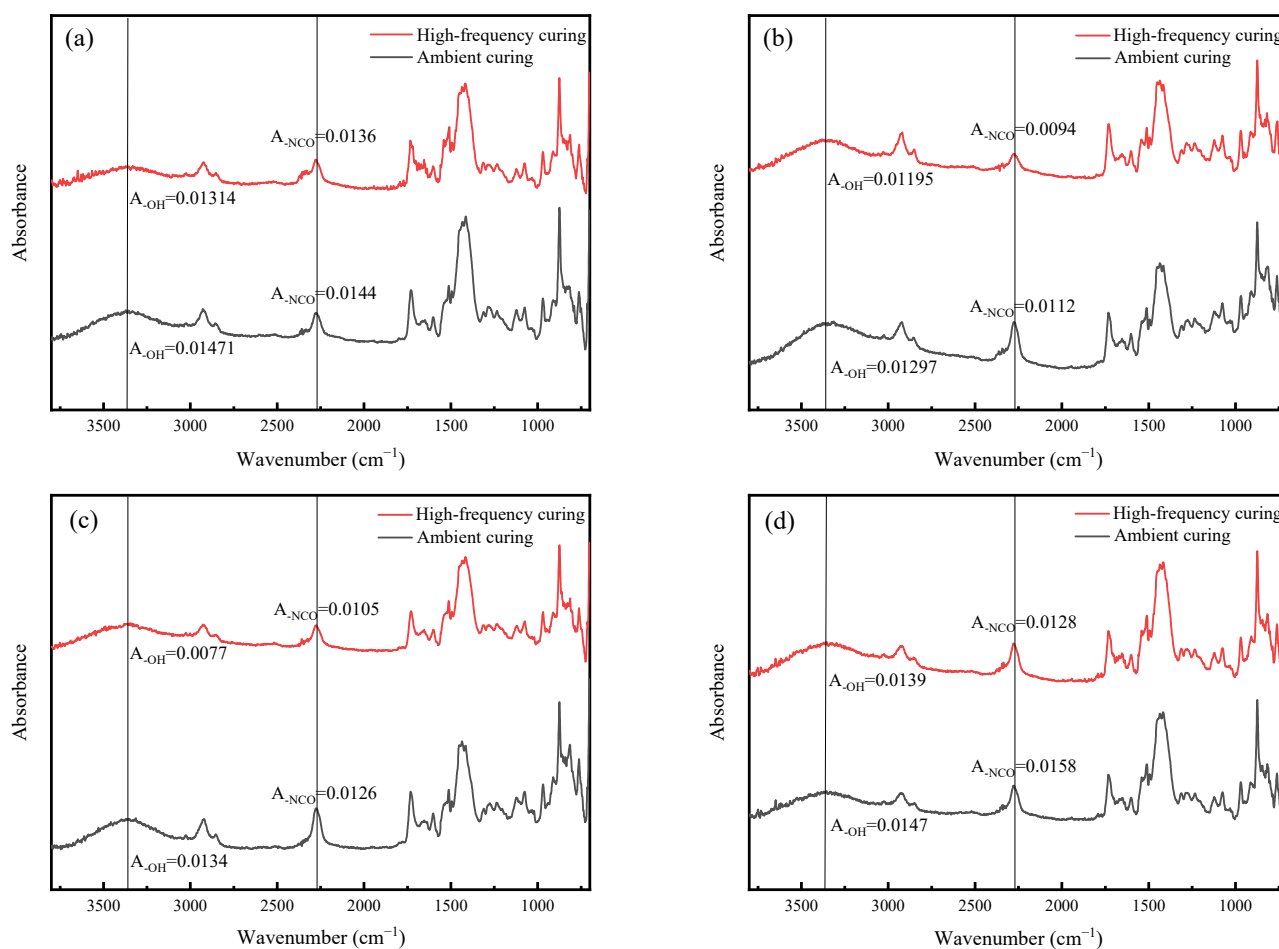 (a)
High-frequency curing
Ambient curing
A-NCO=0.0136
A-OH=0.01314
A-NCO=0.0144
A-OH=0.01471
Absorbance
3500 3000 2500 2000 1500 1000
Wavenumber (cm−1)
(b)
High-frequency curing
Ambient curing
A-NCO=0.0094
A-OH=0.01195
A-NCO=0.0112
A-OH=0.01297
Absorbance
3500 3000 2500 2000 1500 1000
Wavenumber (cm−1)
(c)
High-frequency curing
Ambient curing
A-NCO=0.0105
A-OH=0.0077
A-NCO=0.0126
A-OH=0.0134
Absorbance
3500 3000 2500 2000 1500 1000
Wavenumber (cm−1)
(d)
High-frequency curing
Ambient curing
A-NCO=0.0128
A-OH=0.0139
A-NCO=0.0158
A-OH=0.0147
Absorbance
3500 3000 2500 2000 1500 1000
Wavenumber (cm−1)